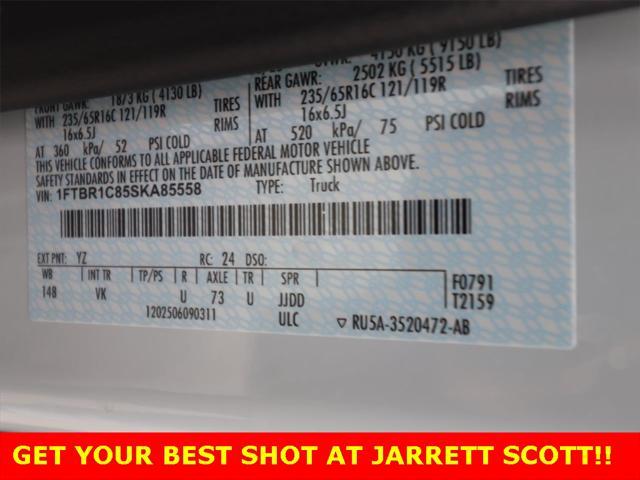 GVWR: 4150 KG ( 9150 LB)
FRONT GAWR: 1873 KG ( 4130 LB)
REAR GAWR: 2502 KG ( 5515 LB)
WITH 235/65R16C 121/119R TIRES
WITH 235/65R16C 121/119R TIRES
16x6.5J RIMS
16x6.5J RIMS
AT 360 kPa/ 52 PSI COLD
AT 520 kPa/ 75 PSI COLD
THIS VEHICLE CONFORMS TO ALL APPLICABLE FEDERAL MOTOR VEHICLE
SAFETY STANDARDS IN EFFECT ON THE DATE OF MANUFACTURE SHOWN ABOVE
VIN: 1FTBR1C85SKA85558 TYPE: Truck
EXT PNT: YZ RC: 24 DSO:
WB INT TR TP/PS R AXLE TR SPR
148 VK U 73 U JJDD
F0791
T2159
1202506090311 ULC ▽ RU5A-3520472-AB
GET YOUR BEST SHOT AT JARRETT SCOTT!!